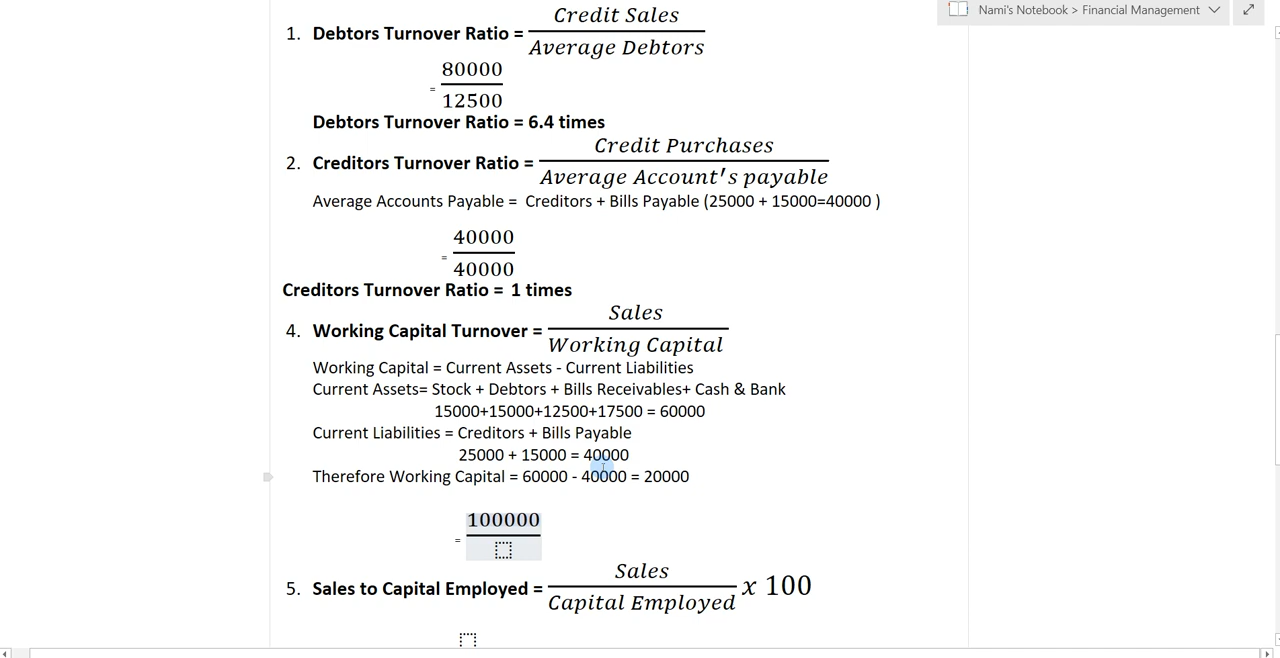 Nami's Notebook > Financial Management
Credit Sales
1. Debtors Turnover Ratio =
Average Debtors
80000
=
12500
Debtors Turnover Ratio = 6.4 times
Credit Purchases
2. Creditors Turnover Ratio =
Average Account's payable
Average Accounts Payable = Creditors + Bills Payable (25000 + 15000=40000 )
40000
=
40000
Creditors Turnover Ratio = 1 times
Sales
4. Working Capital Turnover =
Working Capital
Working Capital = Current Assets - Current Liabilities
Current Assets= Stock + Debtors + Bills Receivables+ Cash & Bank
15000+15000+12500+17500 = 60000
Current Liabilities = Creditors + Bills Payable
25000 + 15000 = 40000
Therefore Working Capital = 60000 - 40000 = 20000
100000
=
Sales
5. Sales to Capital Employed = x 100
Capital Employed